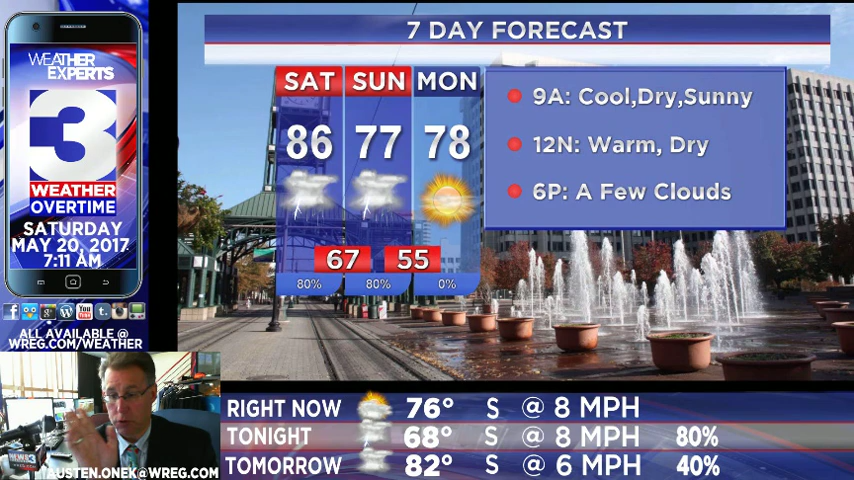 WEATHER
EXPERTS
3
WEATHER
OVERTIME
SATURDAY
MAY 20, 2017
7:11 AM
ALL AVAILABLE @
WREG.COM/WEATHER
7 DAY FORECAST
SAT SUN MON
86 77 78
67 55
80% 80% 0%
9A: Cool,Dry,Sunny
12N: Warm, Dry
6P: A Few Clouds
RIGHT NOW 76° S @ 8 MPH
TONIGHT 68° S @ 8 MPH 80%
TOMORROW 82° S @ 6 MPH 40%
NEWS 3
AUSTEN.ONEK@WREG.COM